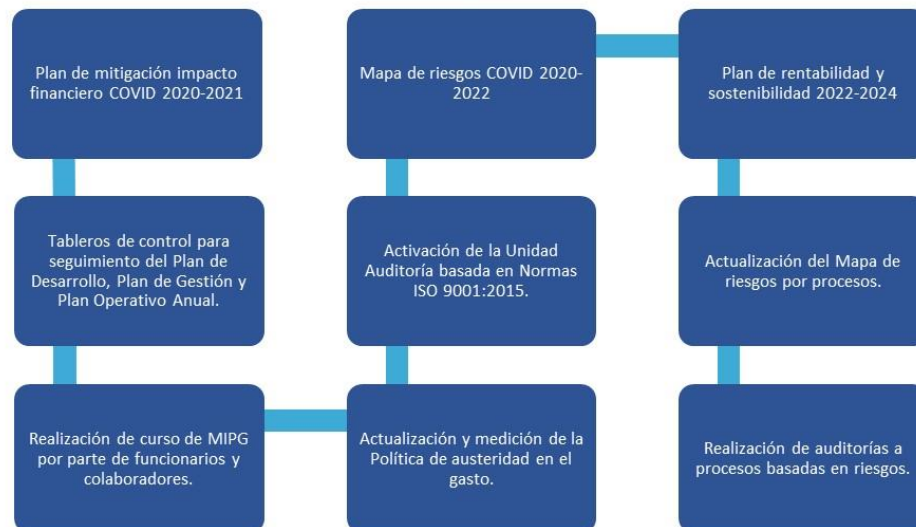 Plan de mitigación impacto
financiero COVID 2020-2021
Tableros de control para
seguimiento del Plan de
Desarrollo, Plan de Gestión y
Plan Operativo Anual.
Realización de curso de MIPG
por parte de funcionarios y
colaboradores.
Actualización y medición de la
Política de austeridad en el
gasto.
Activación de la Unidad
Auditoría basada en Normas
ISO 9001:2015.
Mapa de riesgos COVID 2020-
2022
Plan de rentabilidad y
sostenibilidad 2022-2024
Actualización del Mapa de
riesgos por procesos.
Realización de auditorías a
procesos basadas en riesgos.